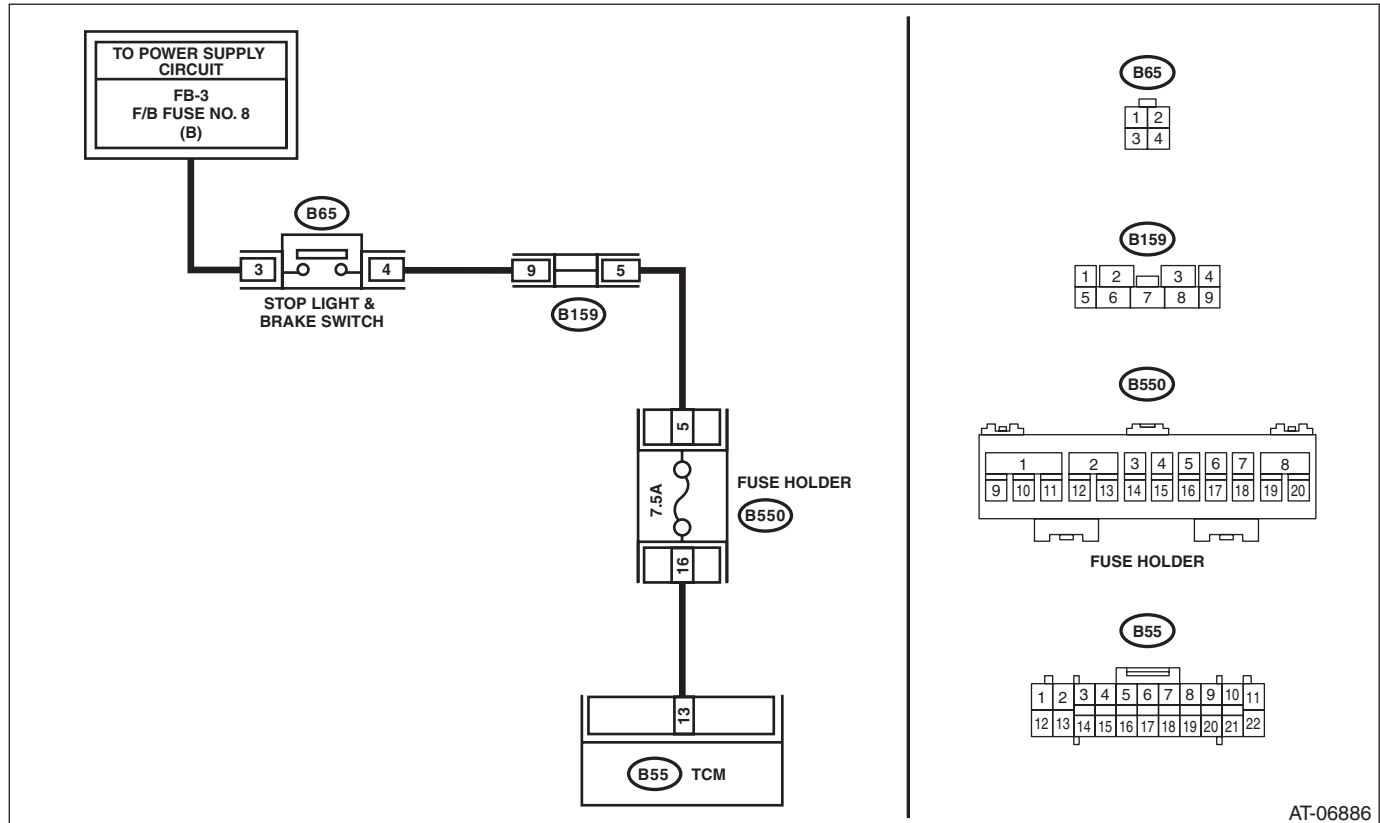 TO POWER SUPPLY
CIRCUIT
FB-3
F/B FUSE NO. 8
(B)
B65
3
4
STOP LIGHT &
BRAKE SWITCH
9
5
B159
5
7.5A
16
FUSE HOLDER
B550
13
B55 TCM
B65
1 2
3 4
B159
1 2 3 4
5 6 7 8 9
B550
1 2 3 4 5 6 7 8
9 10 11 12 13 14 15 16 17 18 19 20
FUSE HOLDER
B55
1 2 3 4 5 6 7 8 9 10 11
12 13 14 15 16 17 18 19 20 21 22
AT-06886